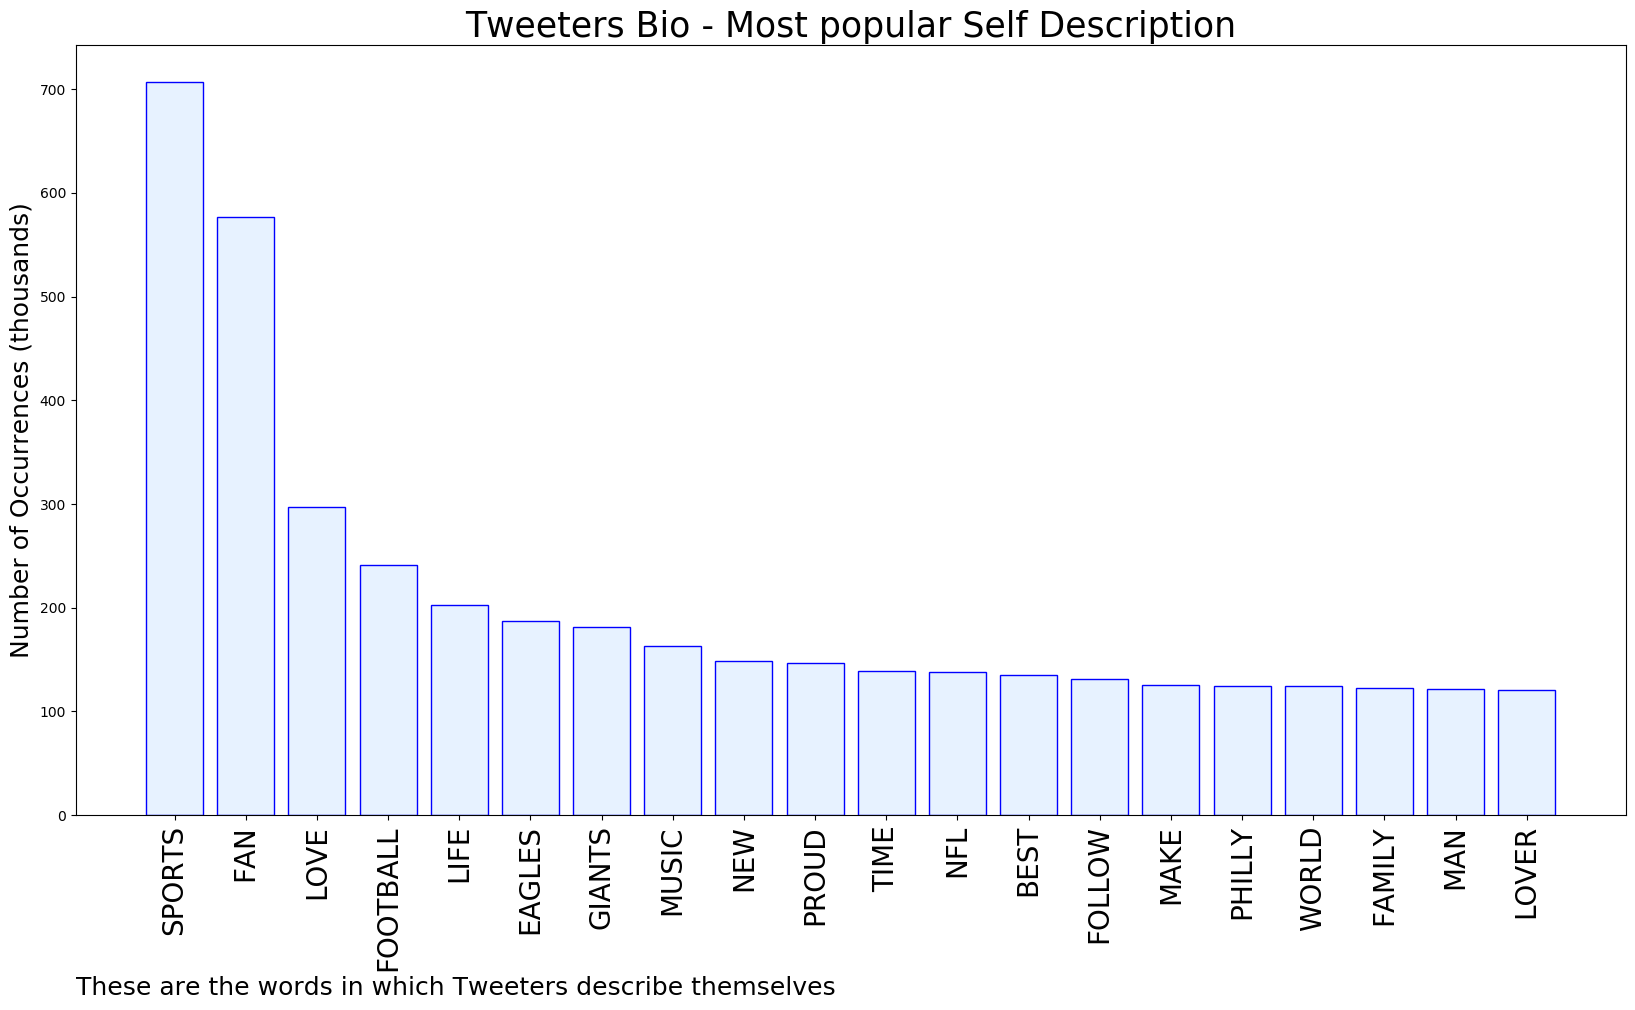 Tweeters Bio - Most popular Self Description
Number of Occurrences (thousands)
700
600
500
400
300
200
100
0
SPORTS
FAN
LOVE
FOOTBALL
LIFE
EAGLES
GIANTS
MUSIC
NEW
PROUD
TIME
NFL
BEST
FOLLOW
MAKE
PHILLY
WORLD
FAMILY
MAN
LOVER
These are the words in which Tweeters describe themselves